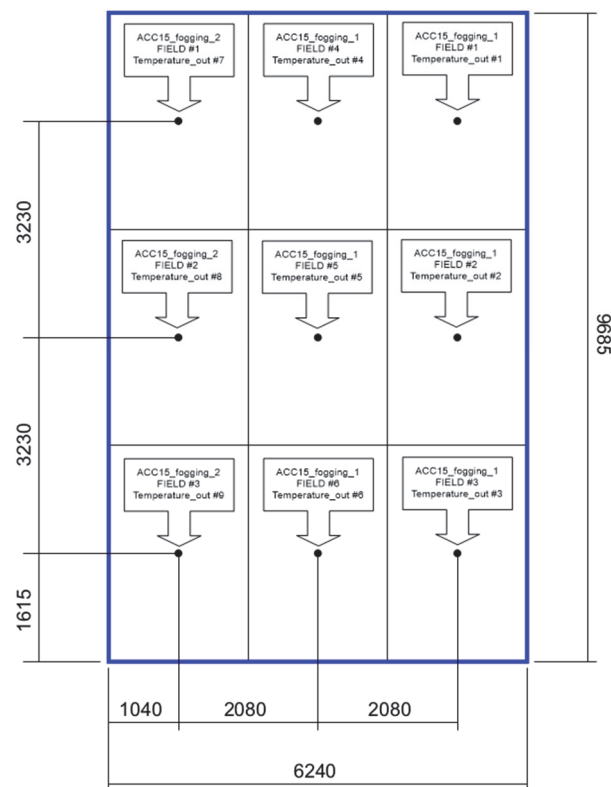 ACC15_fogging_2
FIELD #1
Temperature_out #7
ACC15_fogging_1
FIELD #4
Temperature_out #4
ACC15_fogging_1
FIELD #1
Temperature_out #1
3230
ACC15_fogging_2
FIELD #2
Temperature_out #8
ACC15_fogging_1
FIELD #5
Temperature_out #5
ACC15_fogging_1
FIELD #2
Temperature_out #2
9685
3230
ACC15_fogging_2
FIELD #3
Temperature_out #9
ACC15_fogging_1
FIELD #6
Temperature_out #6
ACC15_fogging_1
FIELD #3
Temperature_out #3
1615
1040
2080
2080
6240